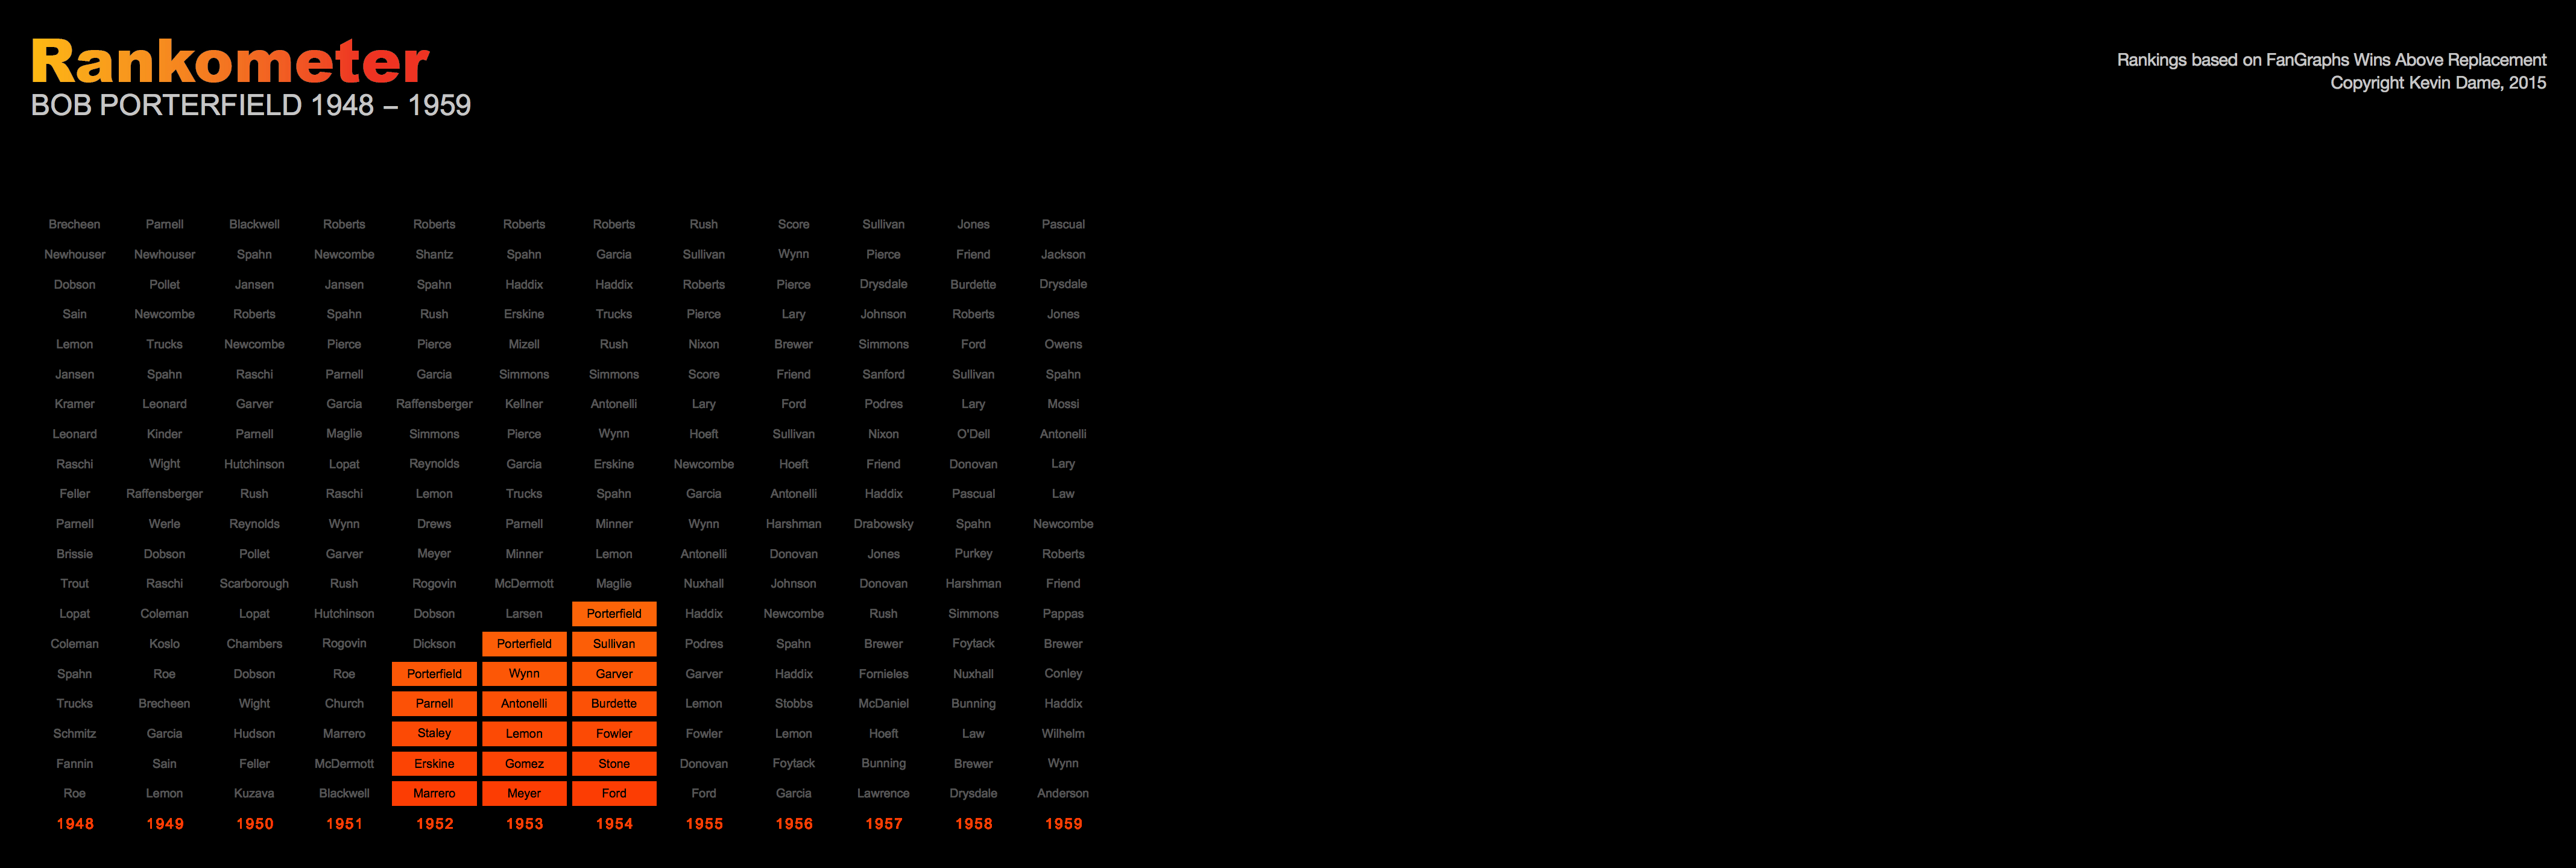 Rankometer
BOB PORTERFIELD 1948 – 1959
Rankings based on FanGraphs Wins Above Replacement
Copyright Kevin Dame, 2015
Brecheen Parnell Blackwell Roberts Roberts Roberts Roberts Rush Score Sullivan Jones Pascual
Newhouser Newhouser Spahn Newcombe Shantz Spahn Garcia Sullivan Wynn Pierce Friend Jackson
Dobson Pollet Jansen Jansen Spahn Haddix Haddix Roberts Pierce Drysdale Burdette Drysdale
Sain Newcombe Roberts Spahn Rush Erskine Trucks Pierce Lary Johnson Roberts Jones
Lemon Trucks Newcombe Pierce Pierce Mizell Rush Nixon Brewer Simmons Ford Owens
Jansen Spahn Raschi Parnell Garcia Simmons Simmons Score Friend Sanford Sullivan Spahn
Kramer Leonard Garver Garcia Raffensberger Kellner Antonelli Lary Ford Podres Lary Mossi
Leonard Kinder Parnell Maglie Simmons Pierce Wynn Hoeft Sullivan Nixon O'Dell Antonelli
Raschi Wight Hutchinson Lopat Reynolds Garcia Erskine Newcombe Hoeft Friend Donovan Lary
Feller Raffensberger Rush Raschi Lemon Trucks Spahn Garcia Antonelli Haddix Pascual Law
Parnell Werle Reynolds Wynn Drews Parnell Minner Wynn Harshman Drabowsky Spahn Newcombe
Brissie Dobson Pollet Garver Meyer Minner Lemon Antonelli Donovan Jones Purkey Roberts
Trout Raschi Scarborough Rush Rogovin McDermott Maglie Nuxhall Johnson Donovan Harshman Friend
Lopat Coleman Lopat Hutchinson Dobson Larsen Porterfield Haddix Newcombe Rush Simmons Pappas
Coleman Koslo Chambers Rogovin Dickson Porterfield Sullivan Podres Spahn Brewer Foytack Brewer
Spahn Roe Dobson Roe Porterfield Wynn Garver Garver Haddix Fornieles Nuxhall Conley
Trucks Brecheen Wight Church Parnell Antonelli Burdette Lemon Stobbs McDaniel Bunning Haddix
Schmitz Garcia Hudson Marrero Staley Lemon Fowler Fowler Lemon Hoeft Law Wilhelm
Fannin Sain Feller McDermott Erskine Gomez Stone Donovan Foytack Bunning Brewer Wynn
Roe Lemon Kuzava Blackwell Marrero Meyer Ford Ford Garcia Lawrence Drysdale Anderson
1948 1949 1950 1951 1952 1953 1954 1955 1956 1957 1958 1959